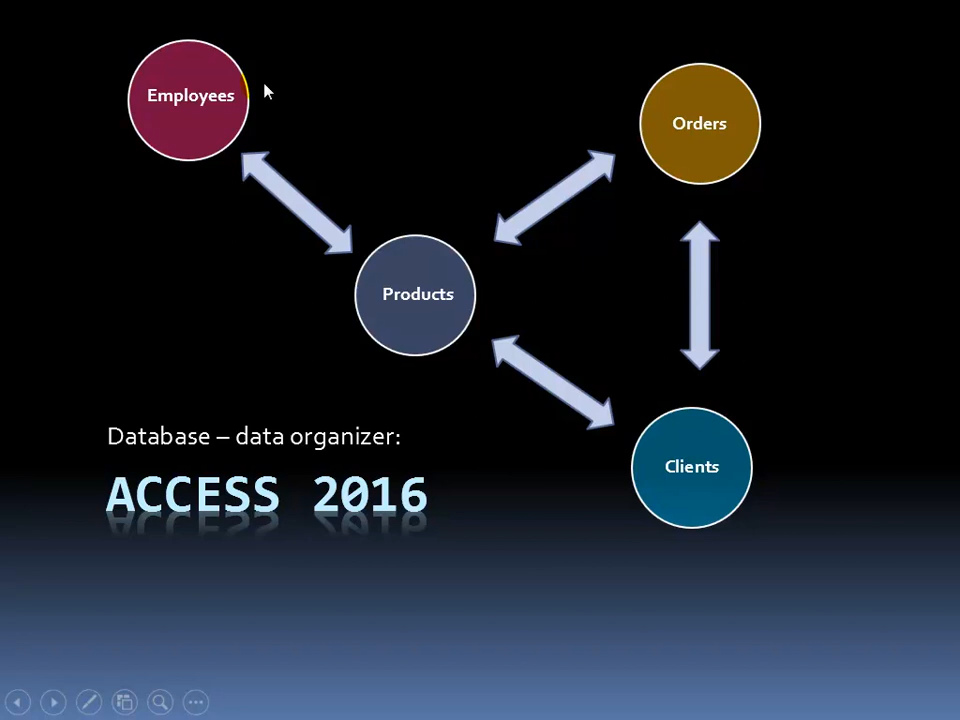 Employees
Orders
Products
Database – data organizer:
Clients
ACCESS 2016